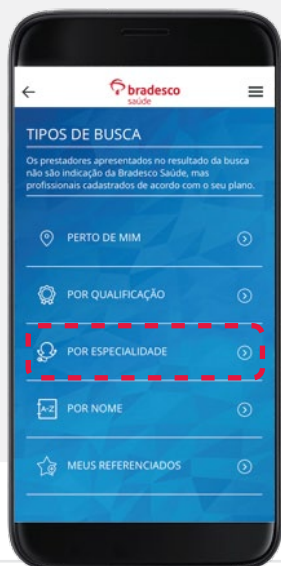 bradesco
saúde
TIPOS DE BUSCA
Os prestadores apresentados no resultado da busca
não são indicação da Bradesco Saúde, mas
profissionais cadastrados de acordo com o seu plano.
PERTO DE MIM
POR QUALIFICAÇÃO
POR ESPECIALIDADE
A-Z POR NOME
MEUS REFERENCIADOS